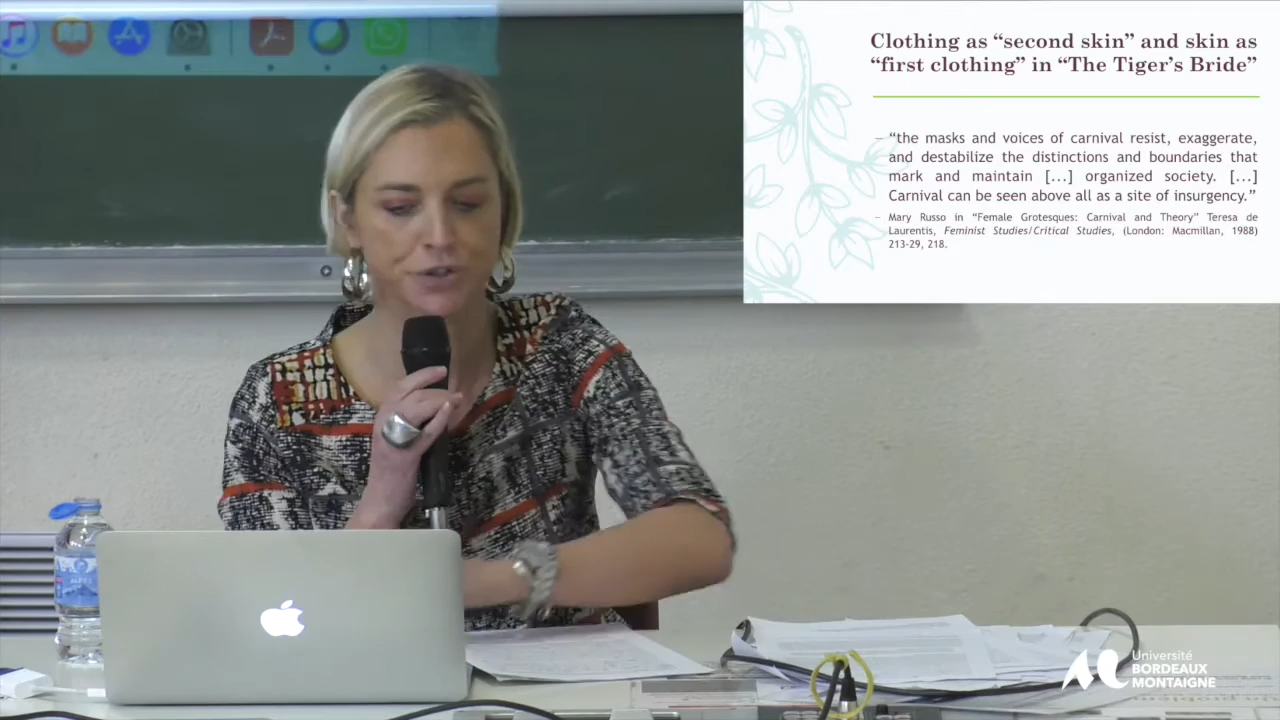 Clothing as “second skin” and skin as
“first clothing” in “The Tiger’s Bride”
– “the masks and voices of carnival resist, exaggerate,
and destabilize the distinctions and boundaries that
mark and maintain [...] organized society. [...]
Carnival can be seen above all as a site of insurgency.”
– Mary Russo in “Female Grotesques: Carnival and Theory” Teresa de
Laurentis, Feminist Studies/Critical Studies, (London: Macmillan, 1988)
213-29, 218.
Université
BORDEAUX
MONTAIGNE